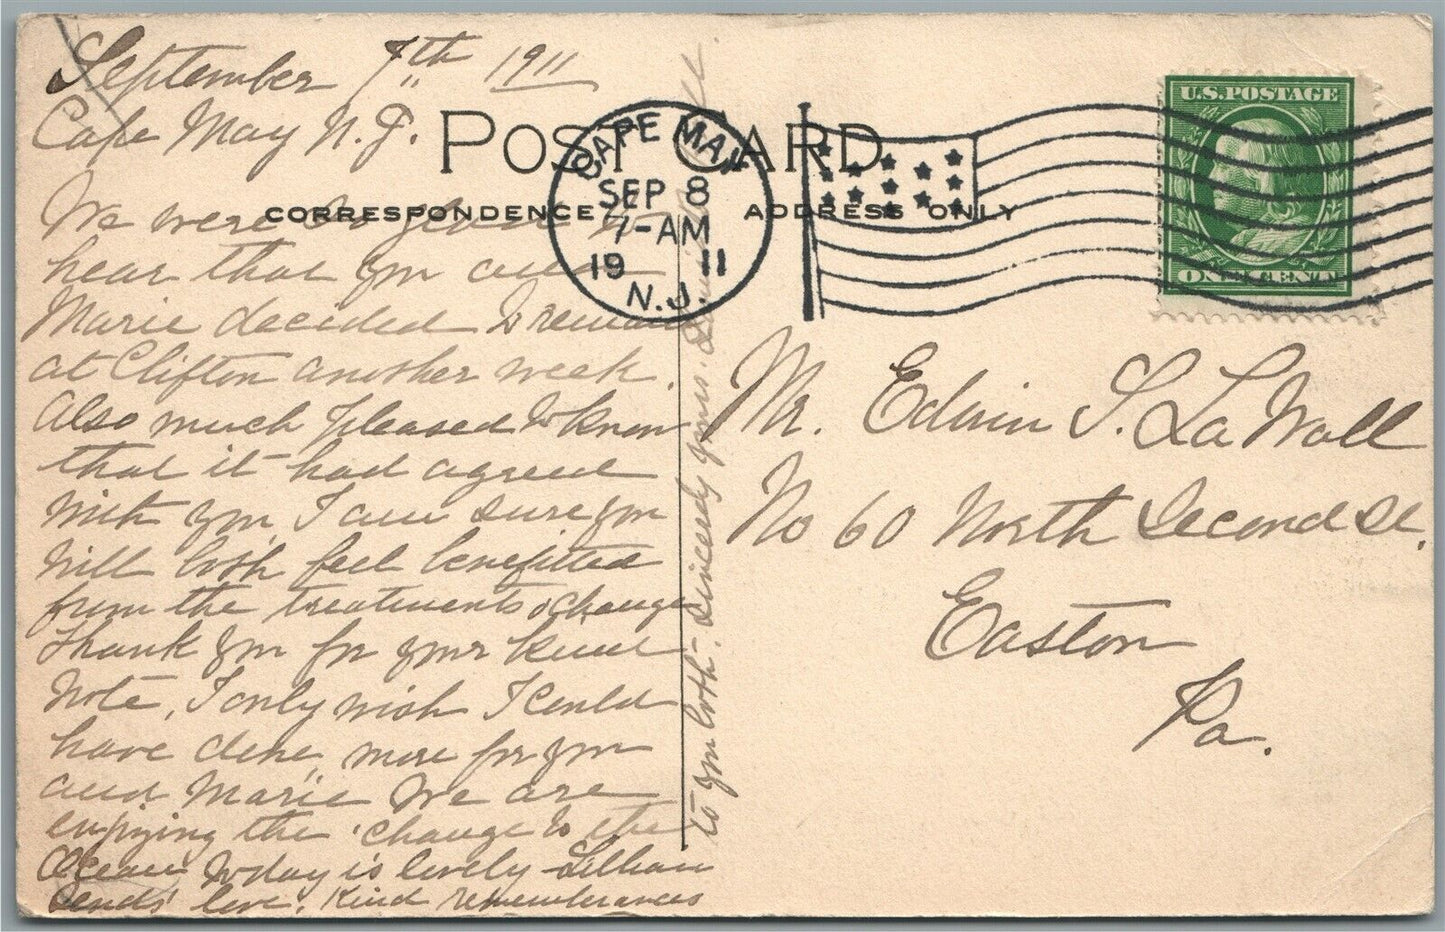 September 7th 1911
Cape May N. J.
We were so glad to
hear that you and
Marie decided to remain
at Clifton another week.
Also much pleased to know
that it had agreed
with you, I am sure you
will both feel benefitted
from the treatments & change
Thank you for your kind
note, I only wish I could
have done more for you
and Marie We are
enjoying the change to the
Ocean, today is lovely - Lillian
sends love. Kind remembrances
to you both - Sincerely yours.
POST CARD
CORRESPONDENCE
ADDRESS ONLY
CAPE MAY
SEP 8
7-AM
19 11
N.J.
U.S. POSTAGE
ONE CENT
Mr. Edwin S. LaWall
No 60 North Second St.
Easton
Pa.